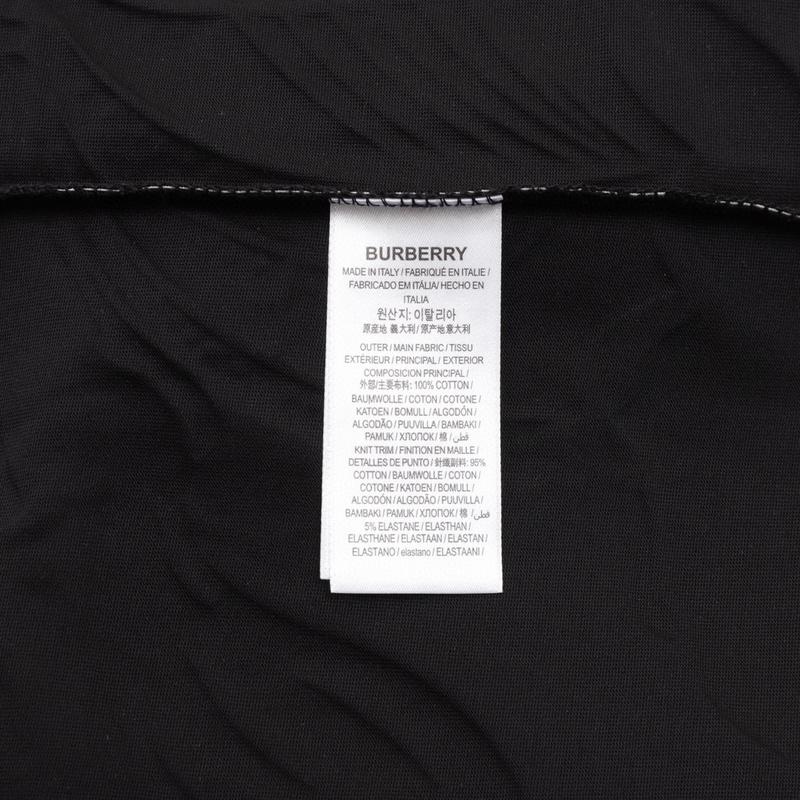 BURBERRY
MADE IN ITALY / FABRIQUÉ EN ITALIE /
FABRICADO EM ITÁLIA/ HECHO EN
ITALIA
원산지: 이탈리아
原産地 義大利 / 原产地意大利
OUTER / MAIN FABRIC / TISSU
EXTÉRIEUR / PRINCIPAL / EXTERIOR
COMPOSICION PRINCIPAL /
外部/主要布料: 100% COTTON /
BAUMWOLLE / COTON / COTONE /
KATOEN / BOMULL / ALGODÓN /
ALGODÃO / PUUVILLA / BAMBAKI /
PAMUK / ХЛОПОК / 棉 / قطن /
KNIT TRIM / FINITION EN MAILLE /
DETALLES DE PUNTO / 針織副料: 95%
COTTON / BAUMWOLLE / COTON /
COTONE / KATOEN / BOMULL /
ALGODÓN / ALGODÃO / PUUVILLA /
BAMBAKI / PAMUK / ХЛОПОК / 棉 / قطن /
5% ELASTANE / ELASTHAN /
ELASTHANE / ELASTAAN / ELASTAN /
ELASTANO / elastano / ELASTAANI /